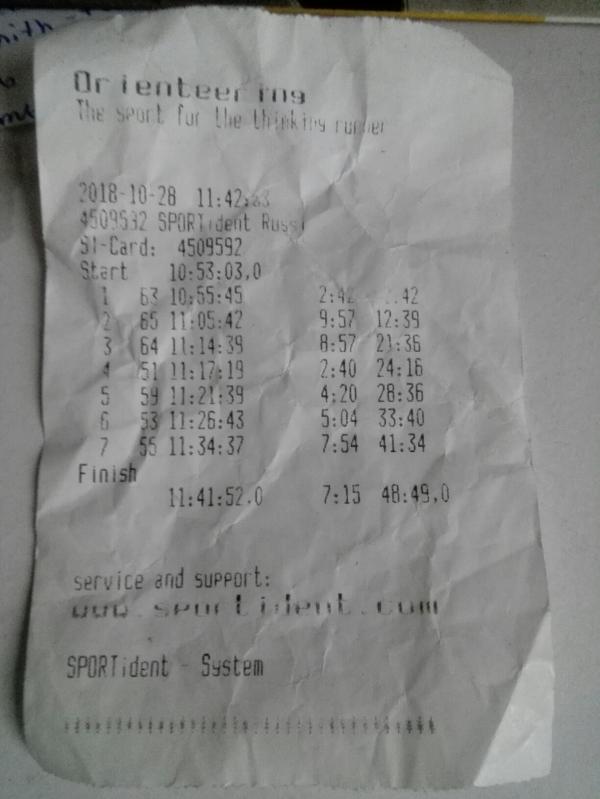 Orienteering
The sport for the thinking runner
2018-10-28 11:42:
4509592 SPORTident Russi
SI-Card: 4509592
Start 10:53:03,0
1 63 10:55:45 2:42 :42
2 65 11:05:42 9:57 12:39
3 64 11:14:39 8:57 21:36
4 51 11:17:19 2:40 24:16
5 59 11:21:39 4:20 28:36
6 53 11:26:43 5:04 33:40
7 55 11:34:37 7:54 41:34
Finish
11:41:52,0 7:15 48:49,0
service and support:
www.sportident.com
SPORTident - System